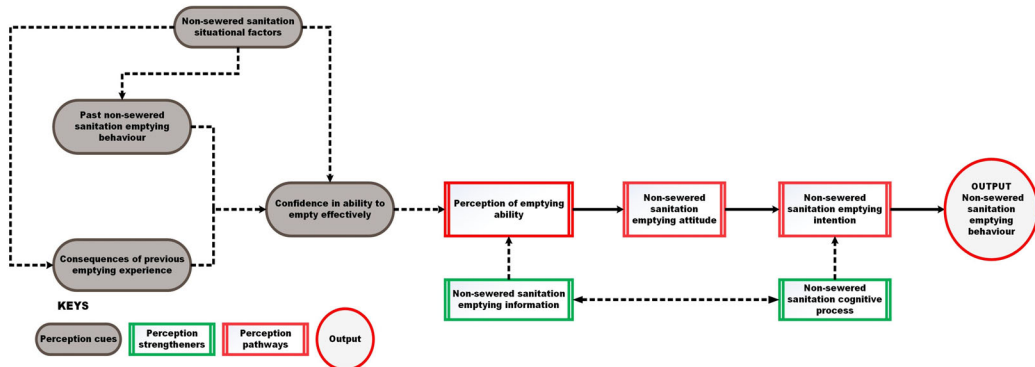 Non-sewered sanitation
situational factors
Past non-sewered
sanitation emptying
behaviour
Confidence in ability to
empty effectively
Perception of emptying
ability
Non-sewered
sanitation
emptying attitude
Non-sewered
sanitation emptying
intention
OUTPUT
Non-sewered
sanitation
emptying
behaviour
Consequences of previous
emptying experience
Non-sewered sanitation
emptying information
Non-sewered
sanitation cognitive
process
KEYS
Perception cues
Perception
strengtheners
Perception
pathways
Output